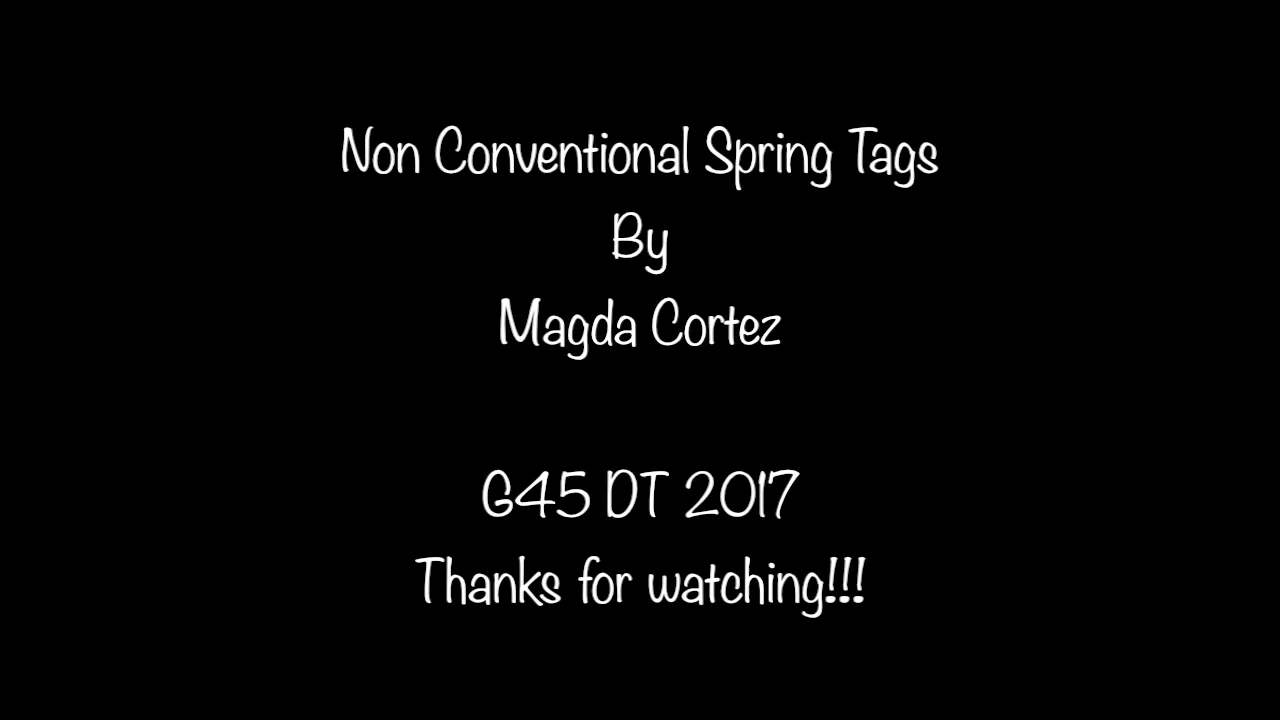 Non Conventional Spring Tags
By
Magda Cortez
G45 DT 2017
Thanks for watching!!!